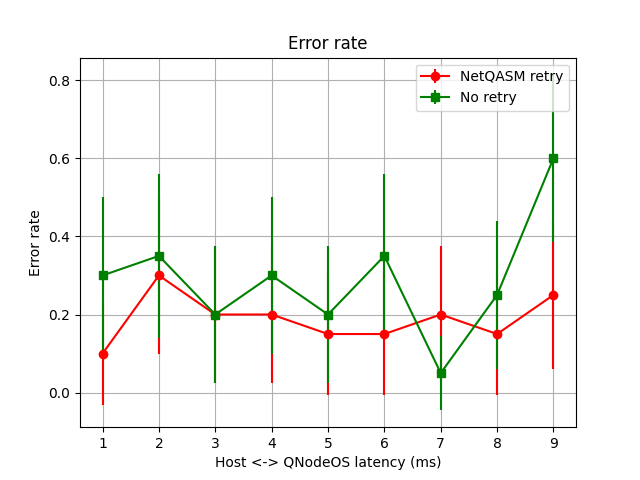 Error rate
NetQASM retry
No retry
0.8
0.6
0.4
0.2
0.0
Error rate
1 2 3 4 5 6 7 8 9
Host <-> QNodeOS latency (ms)